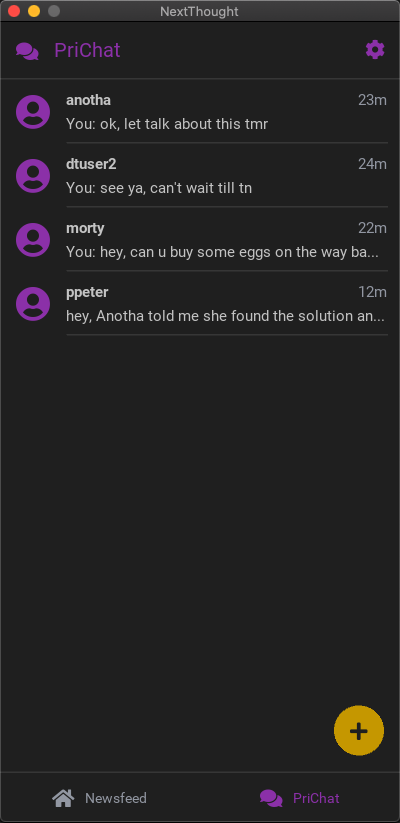 NextThought
PriChat
anotha 23m
You: ok, let talk about this tmr
dtuser2 24m
You: see ya, can't wait till tn
morty 22m
You: hey, can u buy some eggs on the way ba...
ppeter 12m
hey, Anotha told me she found the solution an...
Newsfeed PriChat